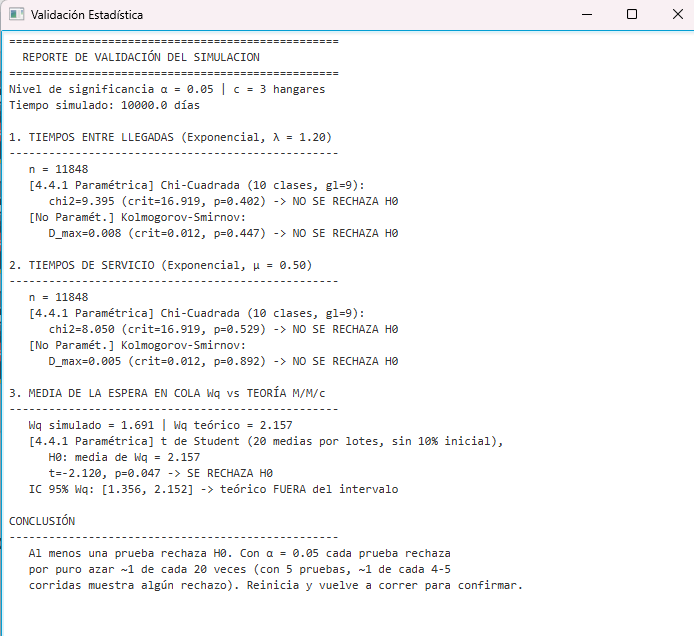 Validación Estadística
==================================================
REPORTE DE VALIDACIÓN DEL SIMULACION
==================================================
Nivel de significancia α = 0.05 | c = 3 hangares
Tiempo simulado: 10000.0 días
1. TIEMPOS ENTRE LLEGADAS (Exponencial, λ = 1.20)
--------------------------------------------------
n = 11848
[4.4.1 Paramétrica] Chi-Cuadrada (10 clases, gl=9):
chi2=9.395 (crit=16.919, p=0.402) -> NO SE RECHAZA H0
[No Paramét.] Kolmogorov-Smirnov:
D_max=0.008 (crit=0.012, p=0.447) -> NO SE RECHAZA H0
2. TIEMPOS DE SERVICIO (Exponencial, μ = 0.50)
--------------------------------------------------
n = 11848
[4.4.1 Paramétrica] Chi-Cuadrada (10 clases, gl=9):
chi2=8.050 (crit=16.919, p=0.529) -> NO SE RECHAZA H0
[No Paramét.] Kolmogorov-Smirnov:
D_max=0.005 (crit=0.012, p=0.892) -> NO SE RECHAZA H0
3. MEDIA DE LA ESPERA EN COLA Wq vs TEORÍA M/M/c
--------------------------------------------------
Wq simulado = 1.691 | Wq teórico = 2.157
[4.4.1 Paramétrica] t de Student (20 medias por lotes, sin 10% inicial),
H0: media de Wq = 2.157
t=-2.120, p=0.047 -> SE RECHAZA H0
IC 95% Wq: [1.356, 2.152] -> teórico FUERA del intervalo
CONCLUSIÓN
--------------------------------------------------
Al menos una prueba rechaza H0. Con α = 0.05 cada prueba rechaza
por puro azar ~1 de cada 20 veces (con 5 pruebas, ~1 de cada 4-5
corridas muestra algún rechazo). Reinicia y vuelve a correr para confirmar.